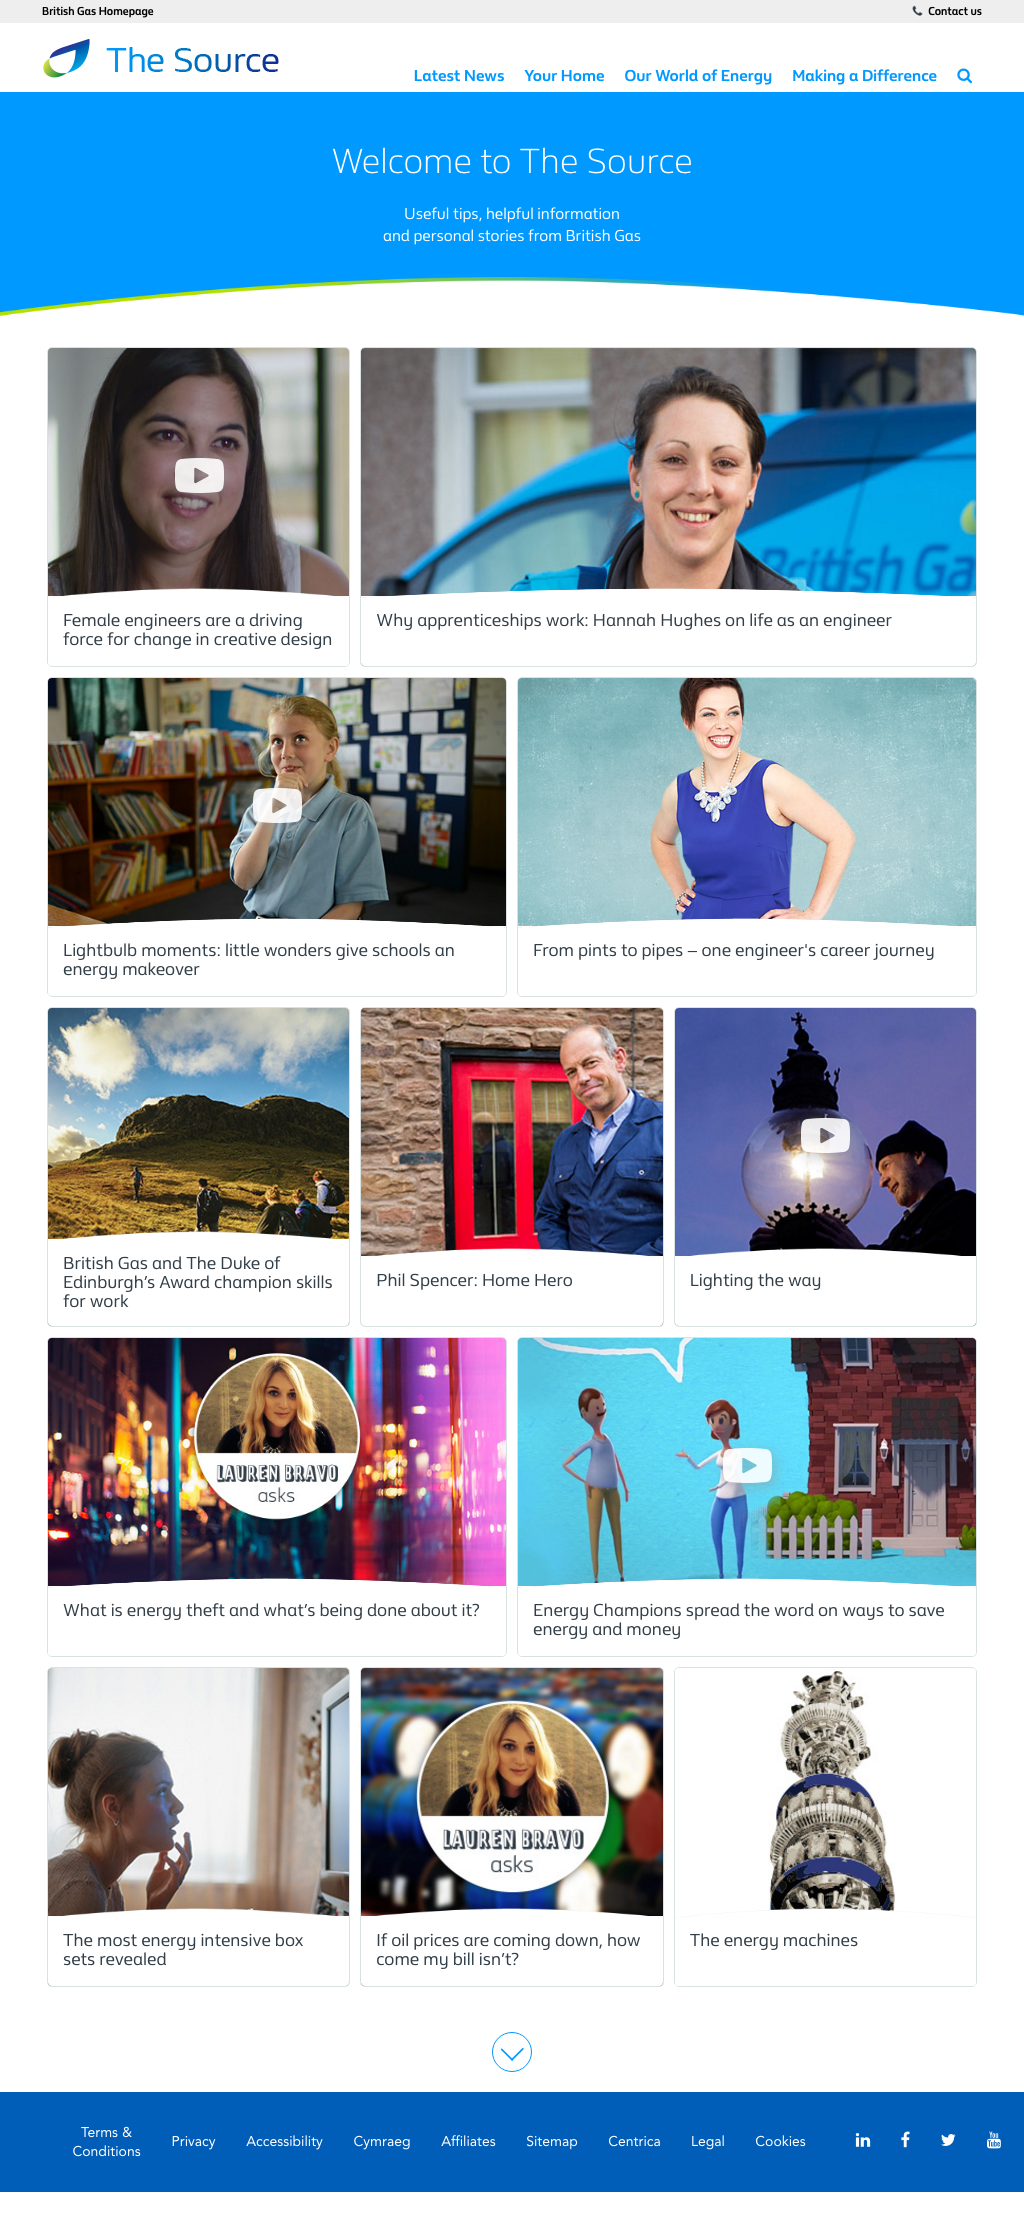 British Gas Homepage
Contact us
The Source
Latest News
Your Home
Our World of Energy
Making a Difference
Welcome to The Source
Useful tips, helpful information
and personal stories from British Gas
British Ga
Female engineers are a driving
force for change in creative design
Why apprenticeships work: Hannah Hughes on life as an engineer
Lightbulb moments: little wonders give schools an
energy makeover
From pints to pipes – one engineer's career journey
British Gas and The Duke of
Edinburgh’s Award champion skills
for work
Phil Spencer: Home Hero
Lighting the way
LAUREN BRAVO
asks
What is energy theft and what’s being done about it?
Energy Champions spread the word on ways to save
energy and money
The most energy intensive box
sets revealed
LAUREN BRAVO
asks
If oil prices are coming down, how
come my bill isn’t?
The energy machines
Terms &
Conditions
Privacy
Accessibility
Cymraeg
Affiliates
Sitemap
Centrica
Legal
Cookies
in
f
You
Tube